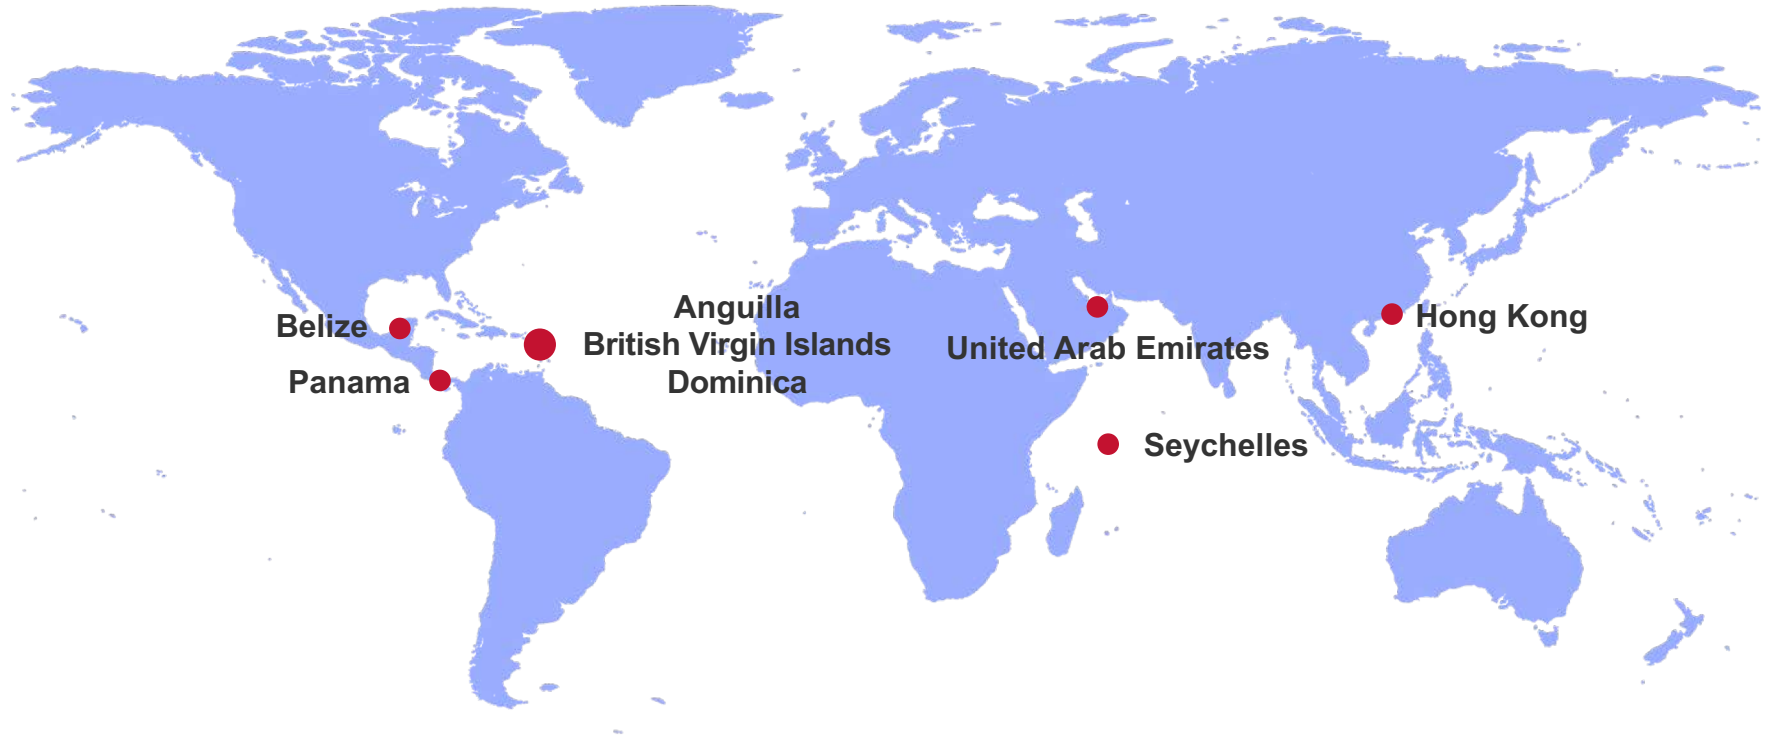 Anguilla
Belize
British Virgin Islands
Dominica
Panama
United Arab Emirates
Hong Kong
Seychelles